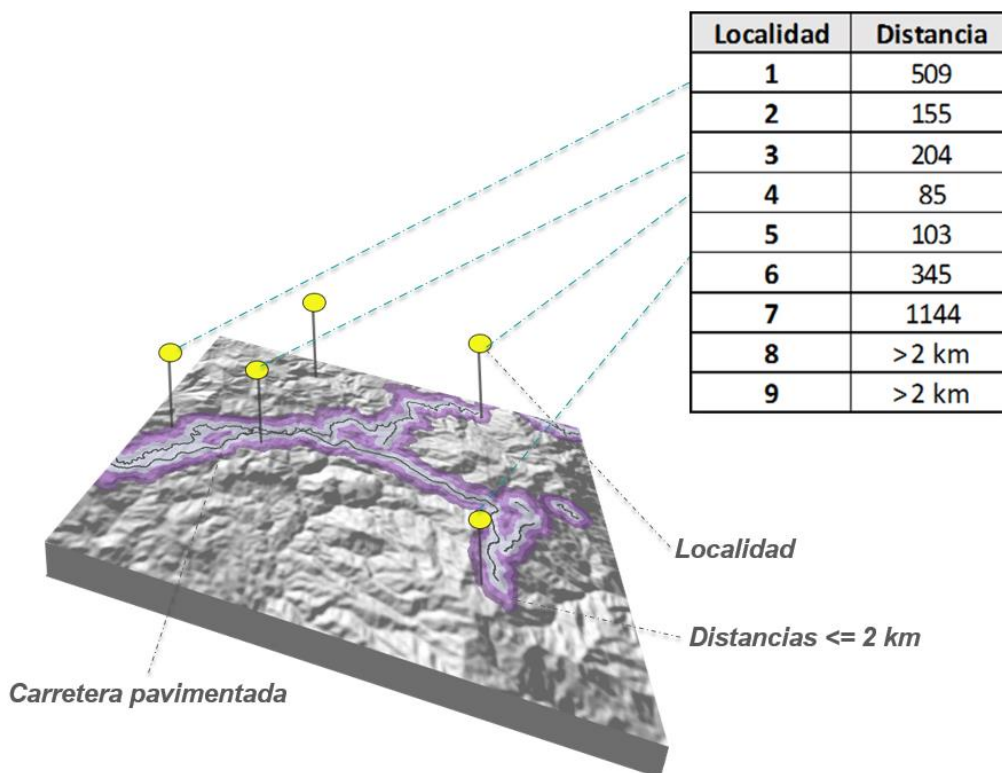 Localidad Distancia
1 509
2 155
3 204
4 85
5 103
6 345
7 1144
8 >2 km
9 >2 km
Localidad
Distancias <= 2 km
Carretera pavimentada